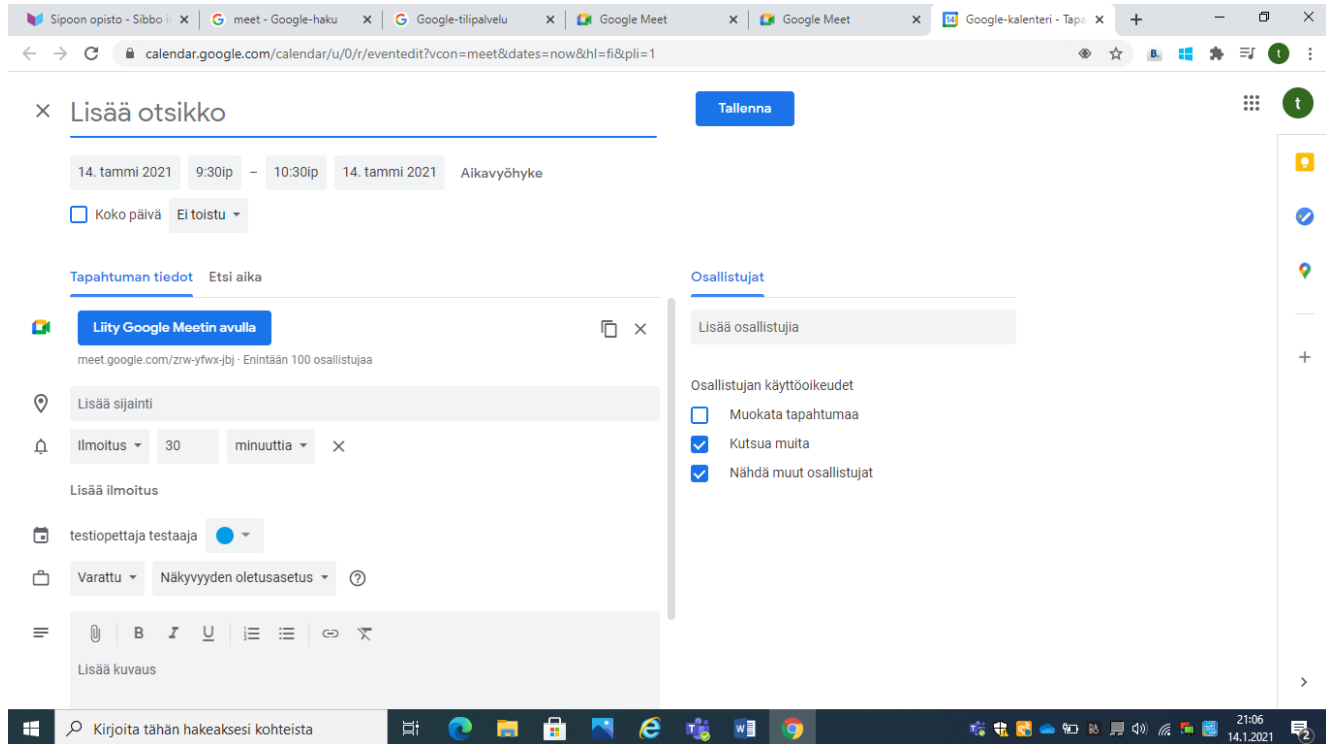 Sipoon opisto - Sibbo i
meet - Google-haku
Google-tilipalvelu
Google Meet
Google Meet
Google-kalenteri - Tapa
calendar.google.com/calendar/u/0/r/eventedit?vcon=meet&dates=now&hl=fi&pli=1
B.
t
Lisää otsikko
Tallenna
t
14. tammi 2021 9:30ip – 10:30ip 14. tammi 2021 Aikavyöhyke
Koko päivä Ei toistu
Tapahtuman tiedot Etsi aika
Osallistujat
Liity Google Meetin avulla
meet.google.com/zrw-yfwx-jbj · Enintään 100 osallistujaa
Lisää osallistujia
Lisää sijainti
Osallistujan käyttöoikeudet
Muokata tapahtumaa
Kutsua muita
Nähdä muut osallistujat
Ilmoitus 30 minuuttia
Lisää ilmoitus
testiopettaja testaaja
Varattu Näkyvyyden oletusasetus
B I U
Lisää kuvaus
Kirjoita tähän hakeaksesi kohteista
21:06
14.1.2021
2